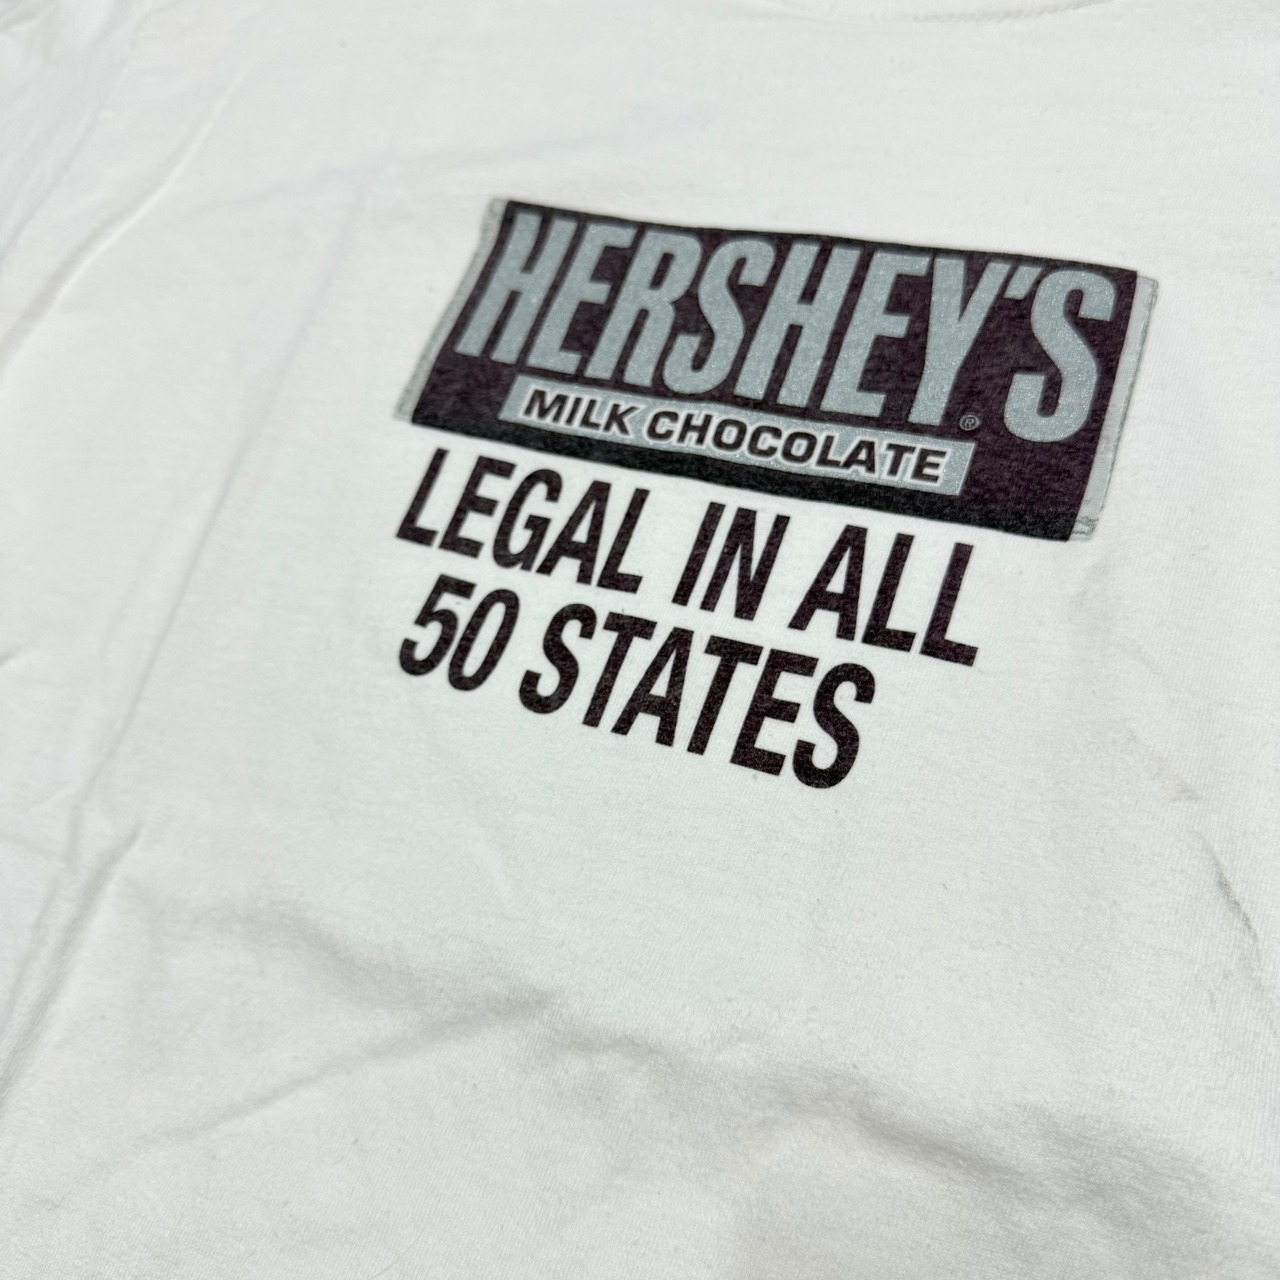 HERSHEY'S®
MILK CHOCOLATE
LEGAL IN ALL
50 STATES